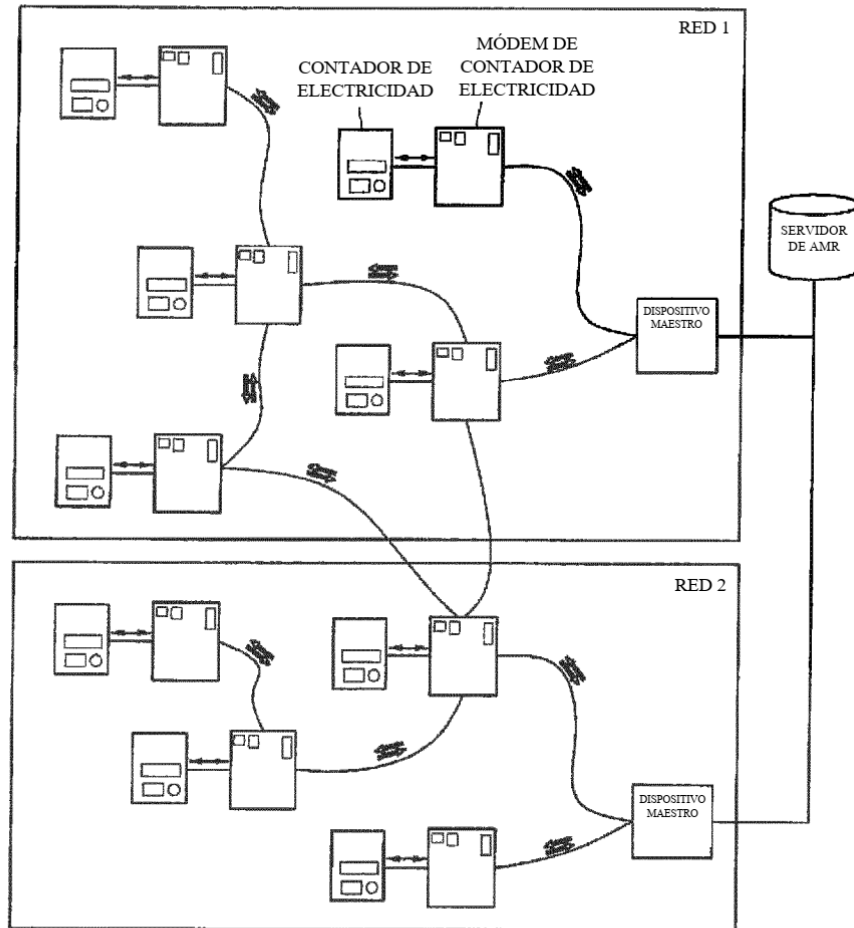 RED 1
CONTADOR DE
ELECTRICIDAD
MÓDEM DE
CONTADOR DE
ELECTRICIDAD
SERVIDOR
DE AMR
DISPOSITIVO
MAESTRO
RED 2
DISPOSITIVO
MAESTRO